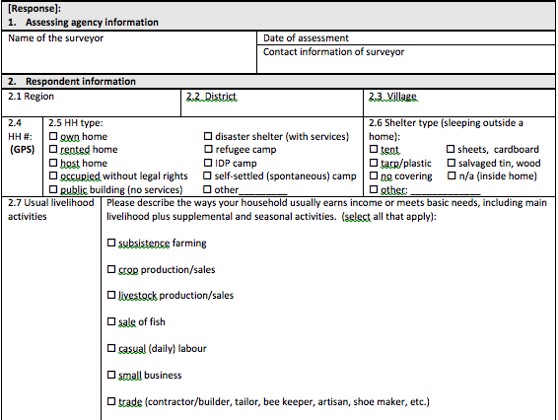 [Response]:
1. Assessing agency information
Name of the surveyor
Date of assessment
Contact information of surveyor
2. Respondent information
2.1 Region
2.2 District
2.3 Village
2.4
HH #:
(GPS)
2.5 HH type:
☐ own home
☐ rented home
☐ host home
☐ occupied without legal rights
☐ public building (no services)
☐ disaster shelter (with services)
☐ refugee camp
☐ IDP camp
☐ self-settled (spontaneous) camp
☐ other_________
2.6 Shelter type (sleeping outside a
home):
☐ tent
☐ tarp/plastic
☐ no covering
☐ other: _____________
☐ sheets, cardboard
☐ salvaged tin, wood
☐ n/a (inside home)
2.7 Usual livelihood
activities
Please describe the ways your household usually earns income or meets basic needs, including main
livelihood plus supplemental and seasonal activities. (select all that apply):
☐ subsistence farming
☐ crop production/sales
☐ livestock production/sales
☐ sale of fish
☐ casual (daily) labour
☐ small business
☐ trade (contractor/builder, tailor, bee keeper, artisan, shoe maker, etc.)